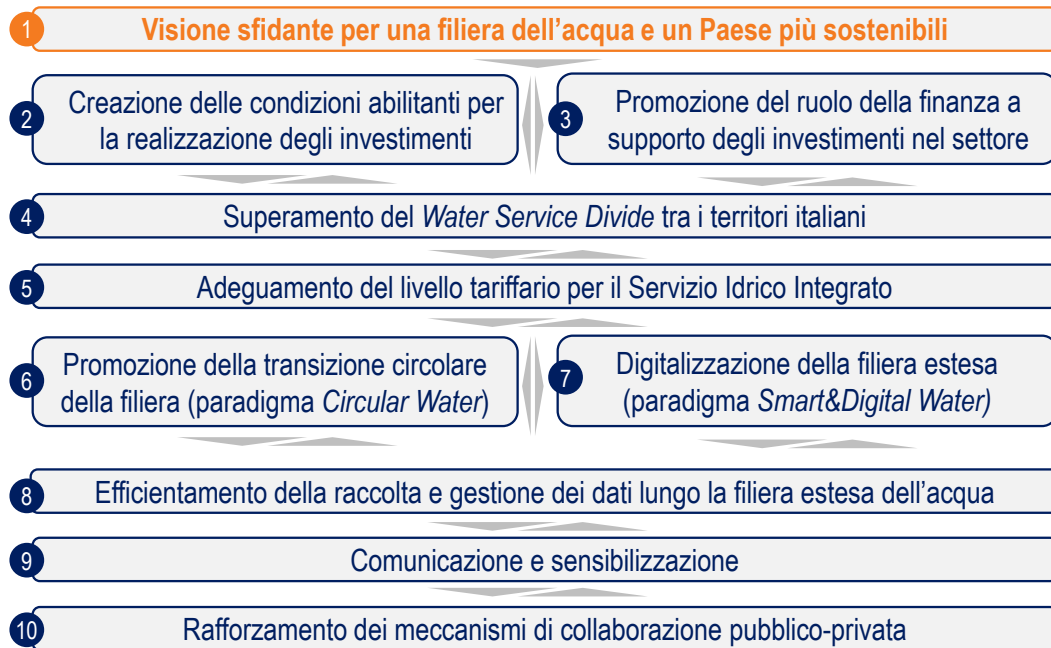 1 Visione sfidante per una filiera dell'acqua e un Paese più sostenibili
2 Creazione delle condizioni abilitanti per
la realizzazione degli investimenti
3 Promozione del ruolo della finanza a
supporto degli investimenti nel settore
4 Superamento del Water Service Divide tra i territori italiani
5 Adeguamento del livello tariffario per il Servizio Idrico Integrato
6 Promozione della transizione circolare
della filiera (paradigma Circular Water)
7 Digitalizzazione della filiera estesa
(paradigma Smart&Digital Water)
8 Efficientamento della raccolta e gestione dei dati lungo la filiera estesa dell'acqua
9 Comunicazione e sensibilizzazione
10 Rafforzamento dei meccanismi di collaborazione pubblico-privata